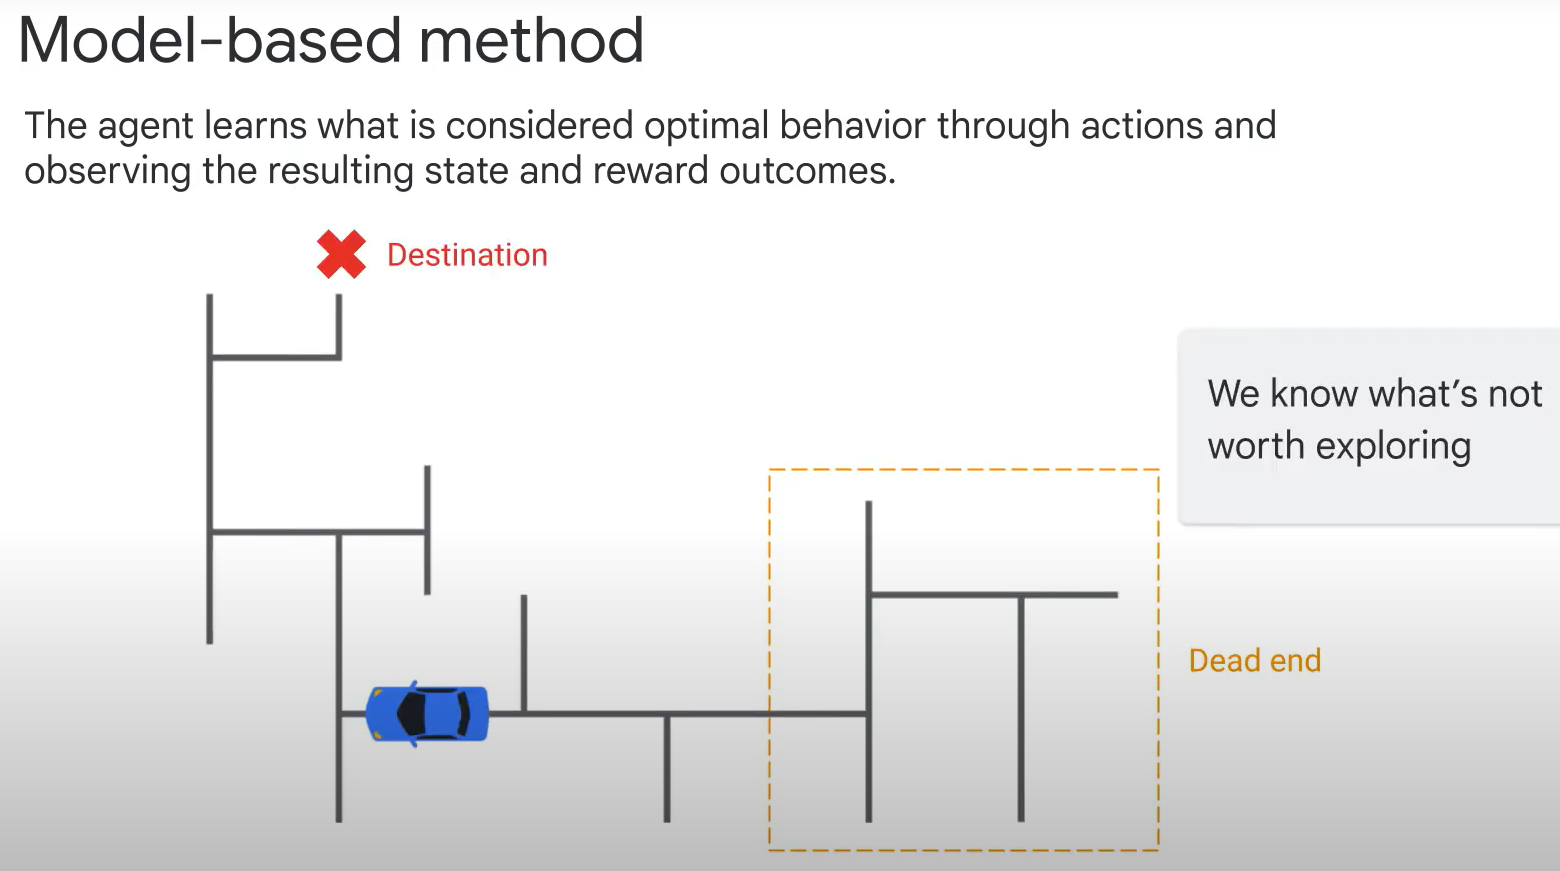 Model-based method
The agent learns what is considered optimal behavior through actions and
observing the resulting state and reward outcomes.
Destination
We know what’s not
worth exploring
Dead end